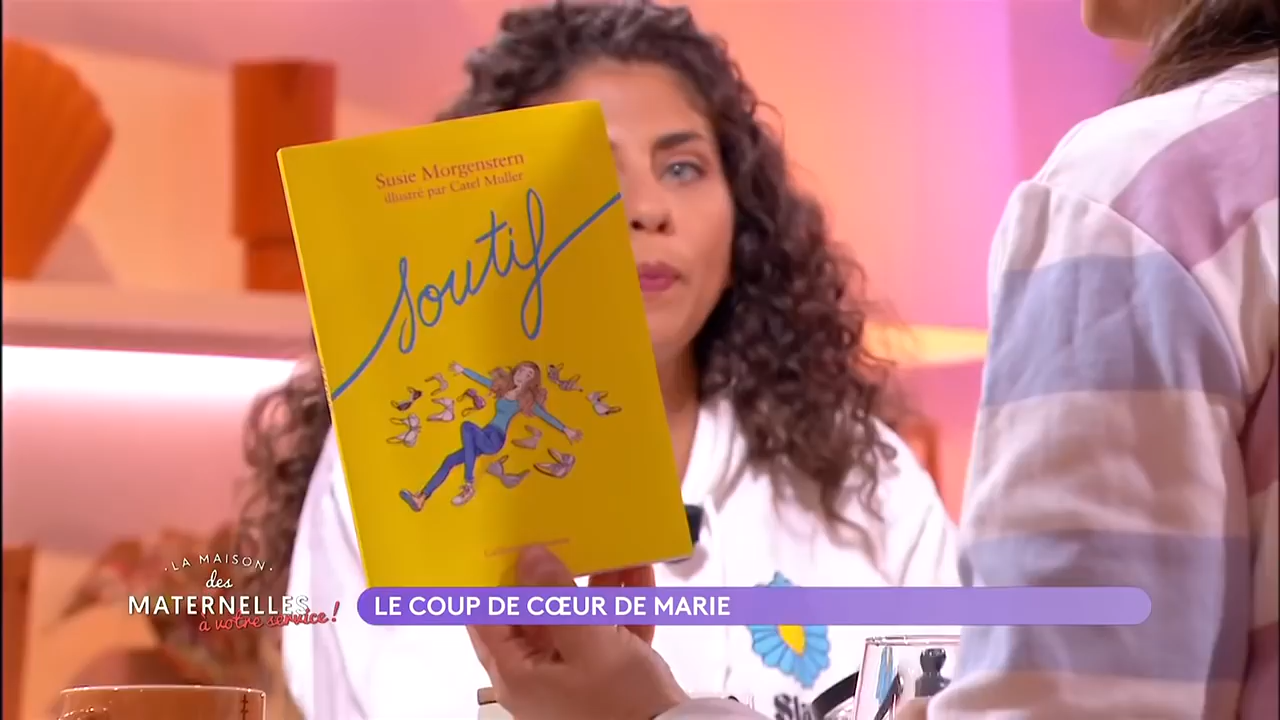 Susie Morgenstern
illustré par Catel Muller
Soutif
LA MAISON
des
MATERNELLES
à votre service !
LE COUP DE CŒUR DE MARIE